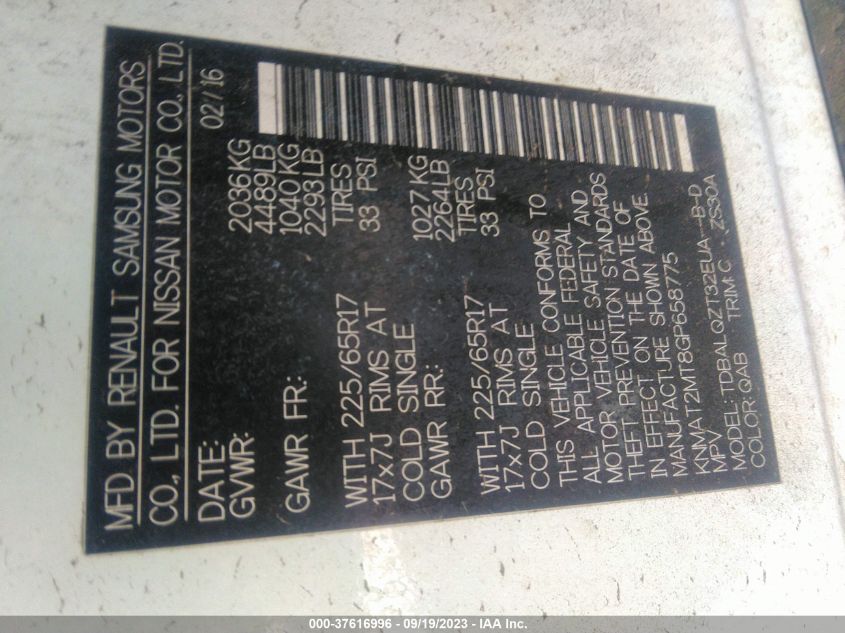 MFD BY RENAULT SAMSUNG MOTORS
CO., LTD. FOR NISSAN MOTOR CO. LTD.
DATE: 02/16
GVWR: 2036KG
4489LB
GAWR FR: 1040KG
2293LB
WITH 225/65R17 TIRES
17x7J RIMS AT 33 PSI
COLD SINGLE
GAWR RR: 1027KG
2264LB
WITH 225/65R17 TIRES
17x7J RIMS AT 33 PSI
COLD SINGLE
THIS VEHICLE CONFORMS TO
ALL APPLICABLE FEDERAL
MOTOR VEHICLE SAFETY AND
THEFT PREVENTION STANDARDS
IN EFFECT ON THE DATE OF
MANUFACTURE SHOWN ABOVE.
KNMAT2MT8GP658775
MPV
MODEL: TDBALQZT32EUA--B-D
COLOR: QAB TRIM: C ZS30A
000-37616996 - 09/19/2023 - IAA Inc.